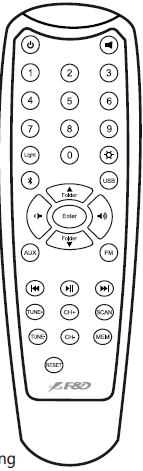 1 2 3
4 5 6
7 8 9
Light 0
USB
Folder
Enter
Folder
AUX FM
TUNE+ CH+ SCAN
TUNE- CH- MEM
RESET
F&D
ng